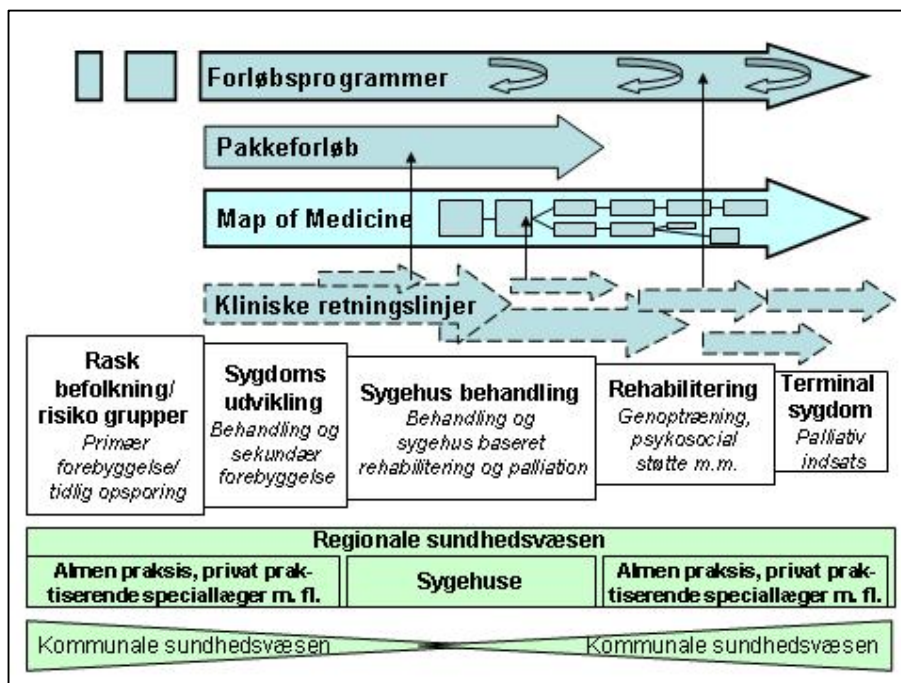 Forløbsprogrammer
Pakkeforløb
Map of Medicine
Kliniske retningslinjer
Rask
befolkning/
risiko grupper
Primær
forebyggelse/
tidlig opsporing
Sygdoms
udvikling
Behandling og
sekundær
forebyggelse
Sygehus behandling
Behandling og
sygehus baseret
rehabilitering og palliation
Rehabilitering
Genoptræning,
psykosocial
støtte m.m.
Terminal
sygdom
Palliativ
indsats
Regionale sundhedsvæsen
Almen praksis, privat prak-
tiserende speciallæger m. fl.
Sygehuse
Almen praksis, privat prak-
tiserende speciallæger m. fl.
Kommunale sundhedsvæsen
Kommunale sundhedsvæsen